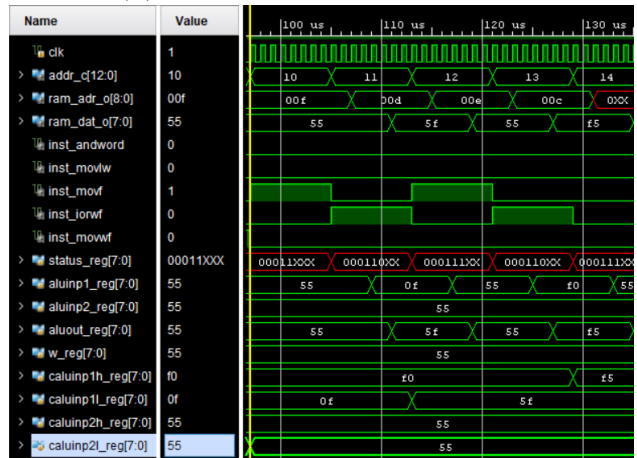 Name Value 100 us 110 us 120 us 130 us
clk 1
addr_c[12:0] 10 10 11 12 13 14
ram_adr_o[8:0] 00f 00f 00d 00e 00c 0XX
ram_dat_o[7:0] 55 55 5f 55 f5
inst_andword 0
inst_movlw 0
inst_movf 1
inst_iorwf 0
inst_movwf 0
status_reg[7:0] 00011XXX 00011XXX 000110XX 000111XX 000110XX 000111XX
aluinp1_reg[7:0] 55 55 0f 55 f0 55
aluinp2_reg[7:0] 55 55
aluout_reg[7:0] 55 55 5f 55 f5
w_reg[7:0] 55 55
caluinp1h_reg[7:0] f0 f0 f5
caluinp1l_reg[7:0] 0f 0f 5f
caluinp2h_reg[7:0] 55 55
caluinp2l_reg[7:0] 55 55